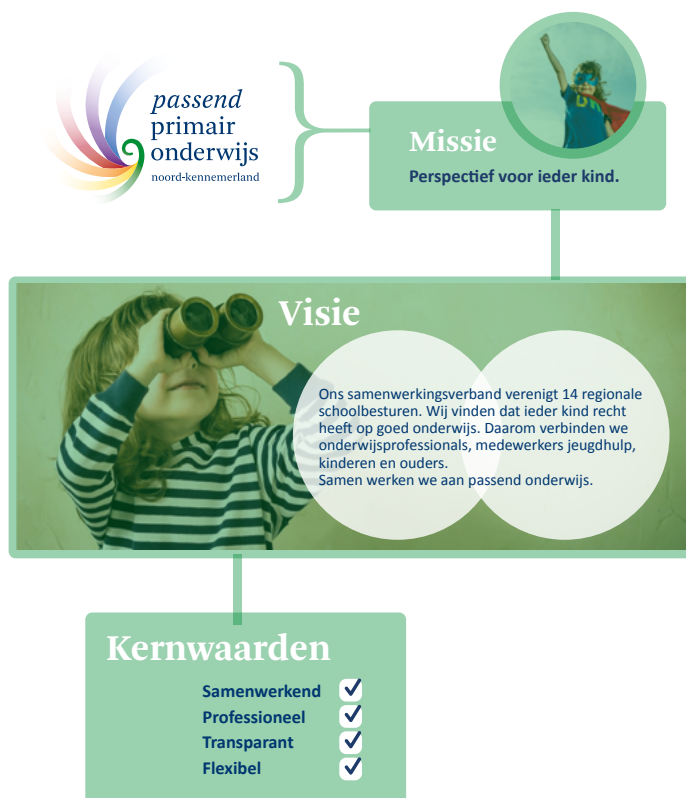 passend
primair
onderwijs
noord-kennemerland
Missie
Perspectief voor ieder kind.
Visie
Ons samenwerkingsverband verenigt 14 regionale
schoolbesturen. Wij vinden dat ieder kind recht
heeft op goed onderwijs. Daarom verbinden we
onderwijsprofessionals, medewerkers jeugdhulp,
kinderen en ouders.
Samen werken we aan passend onderwijs.
Kernwaarden
Samenwerkend
Professioneel
Transparant
Flexibel